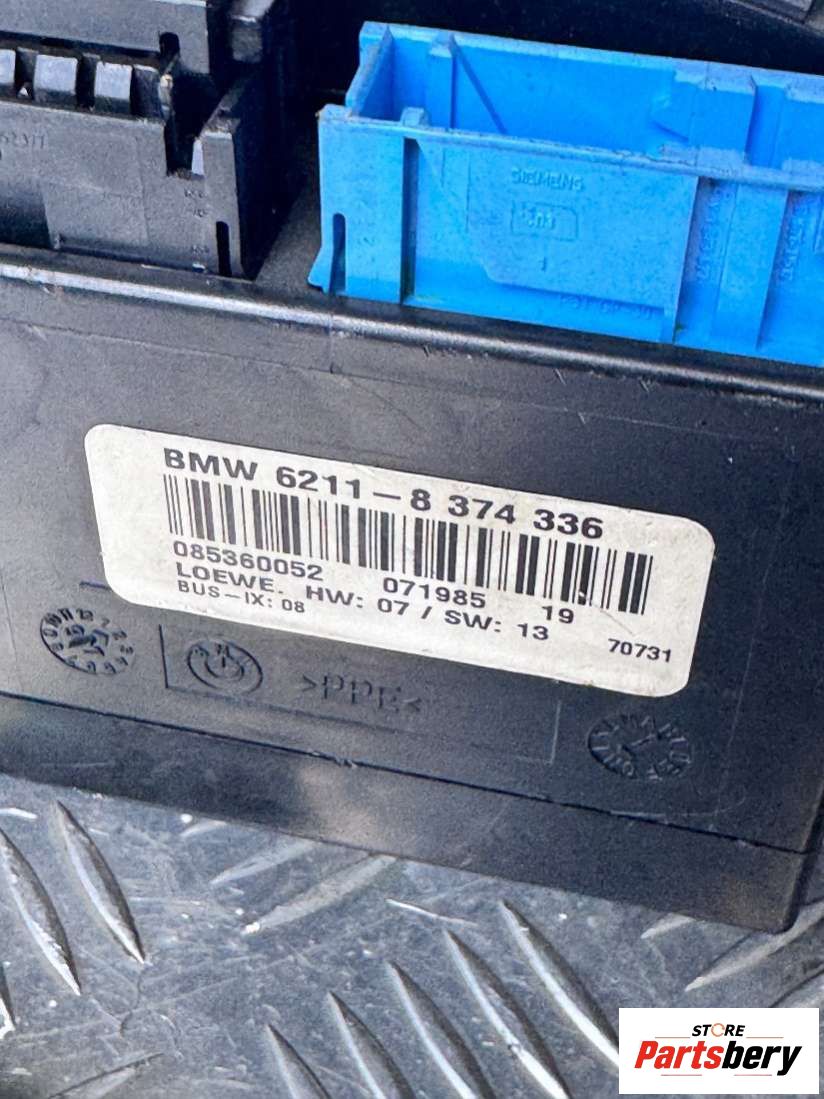 SIEMENS
BMW 6211-8 374 336
085360052 071985 19
LOEWE. HW: 07 / SW: 13
BUS-IX: 08 70731
>PPE<
STORE
Partsbery